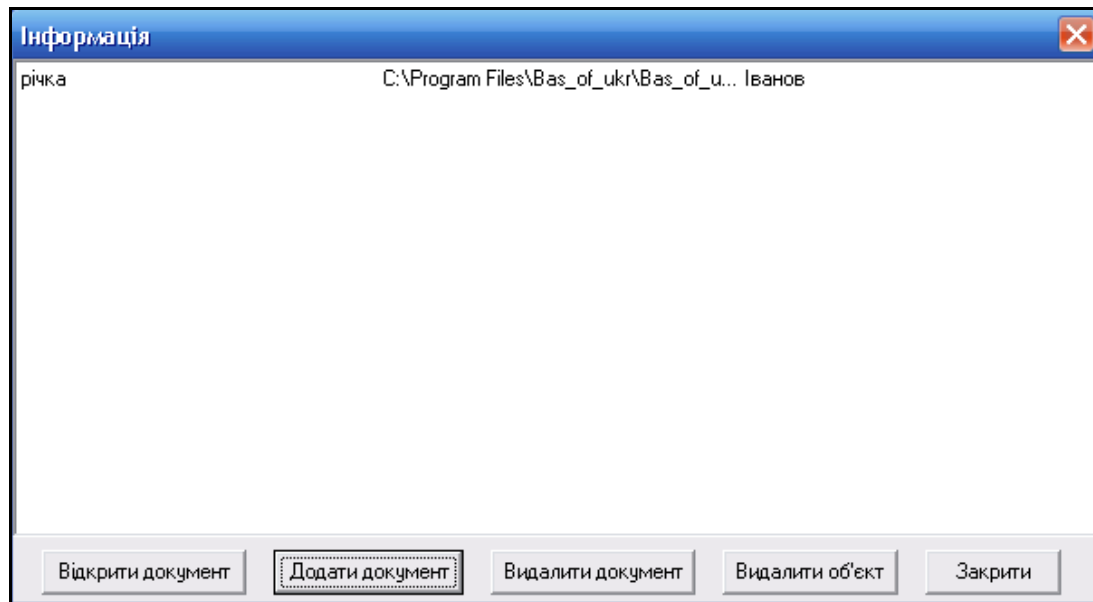 Інформація
річка C:\Program Files\Bas_of_ukr\Bas_of_u... Іванов
Відкрити документ Додати документ Видалити документ Видалити об'єкт Закрити